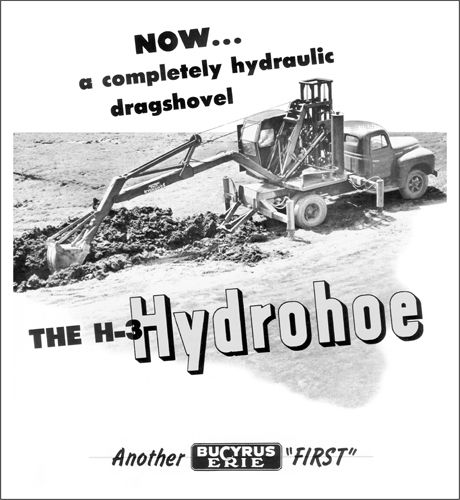 NOW...
a completely hydraulic
dragshovel
THE H-3 Hydrohoe
Another BUCYRUS ERIE "FIRST"